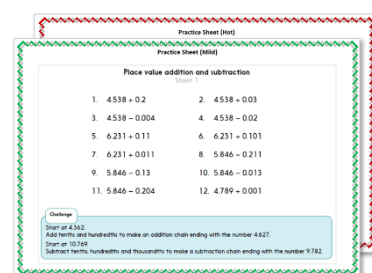 Practice Sheet (Hot)
Practice Sheet (Mild)
Place value addition and subtraction
Sheet 1
1. 4.538 + 0.2 2. 4.538 + 0.03
3. 4.538 – 0.004 4. 4.538 – 0.02
5. 6.231 + 0.11 6. 6.231 + 0.101
7. 6.231 + 0.011 8. 5.846 – 0.211
9. 5.846 – 0.13 10. 5.846 – 0.013
11. 5.846 – 0.204 12. 4.789 + 0.001
Challenge
Start at 4.362.
Add tenths and hundredths to make an addition chain ending with the number 4.627.
Start at 10.769.
Subtract tenths, hundredths and thousandths to make a subtraction chain ending with the number 9.782.